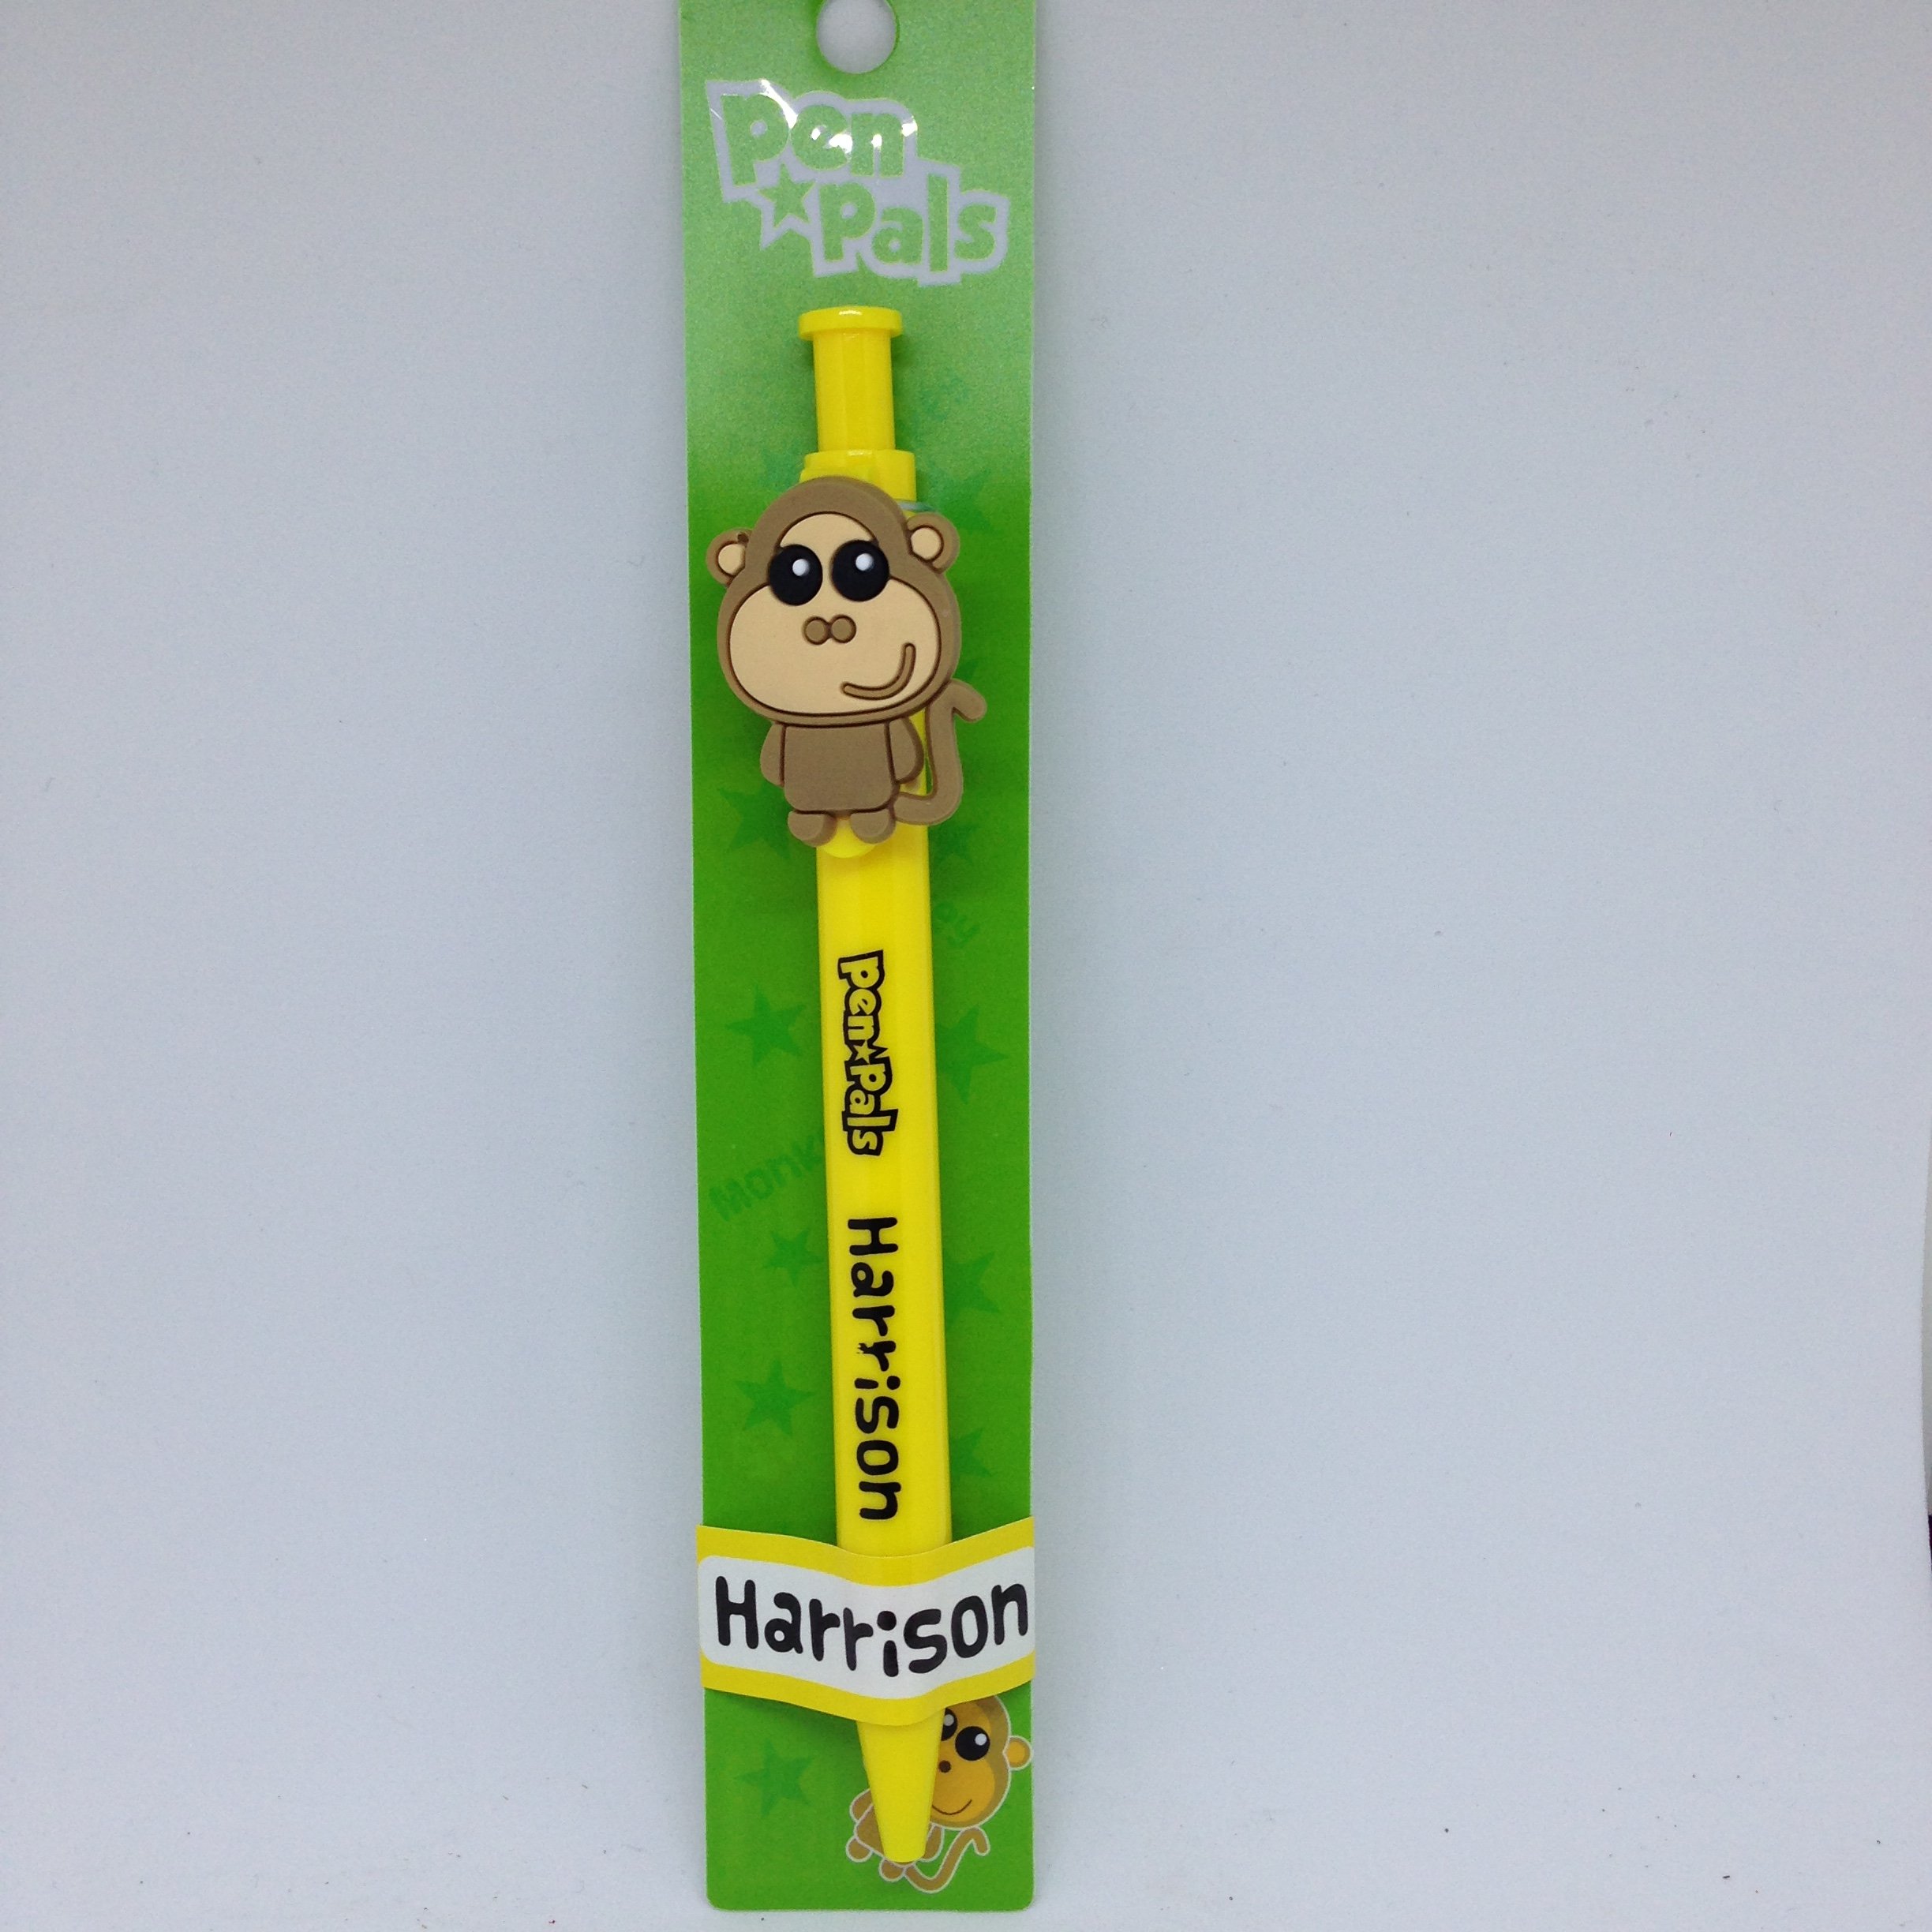 Pen
Pals
Pen Pals
Harrison
Harrison